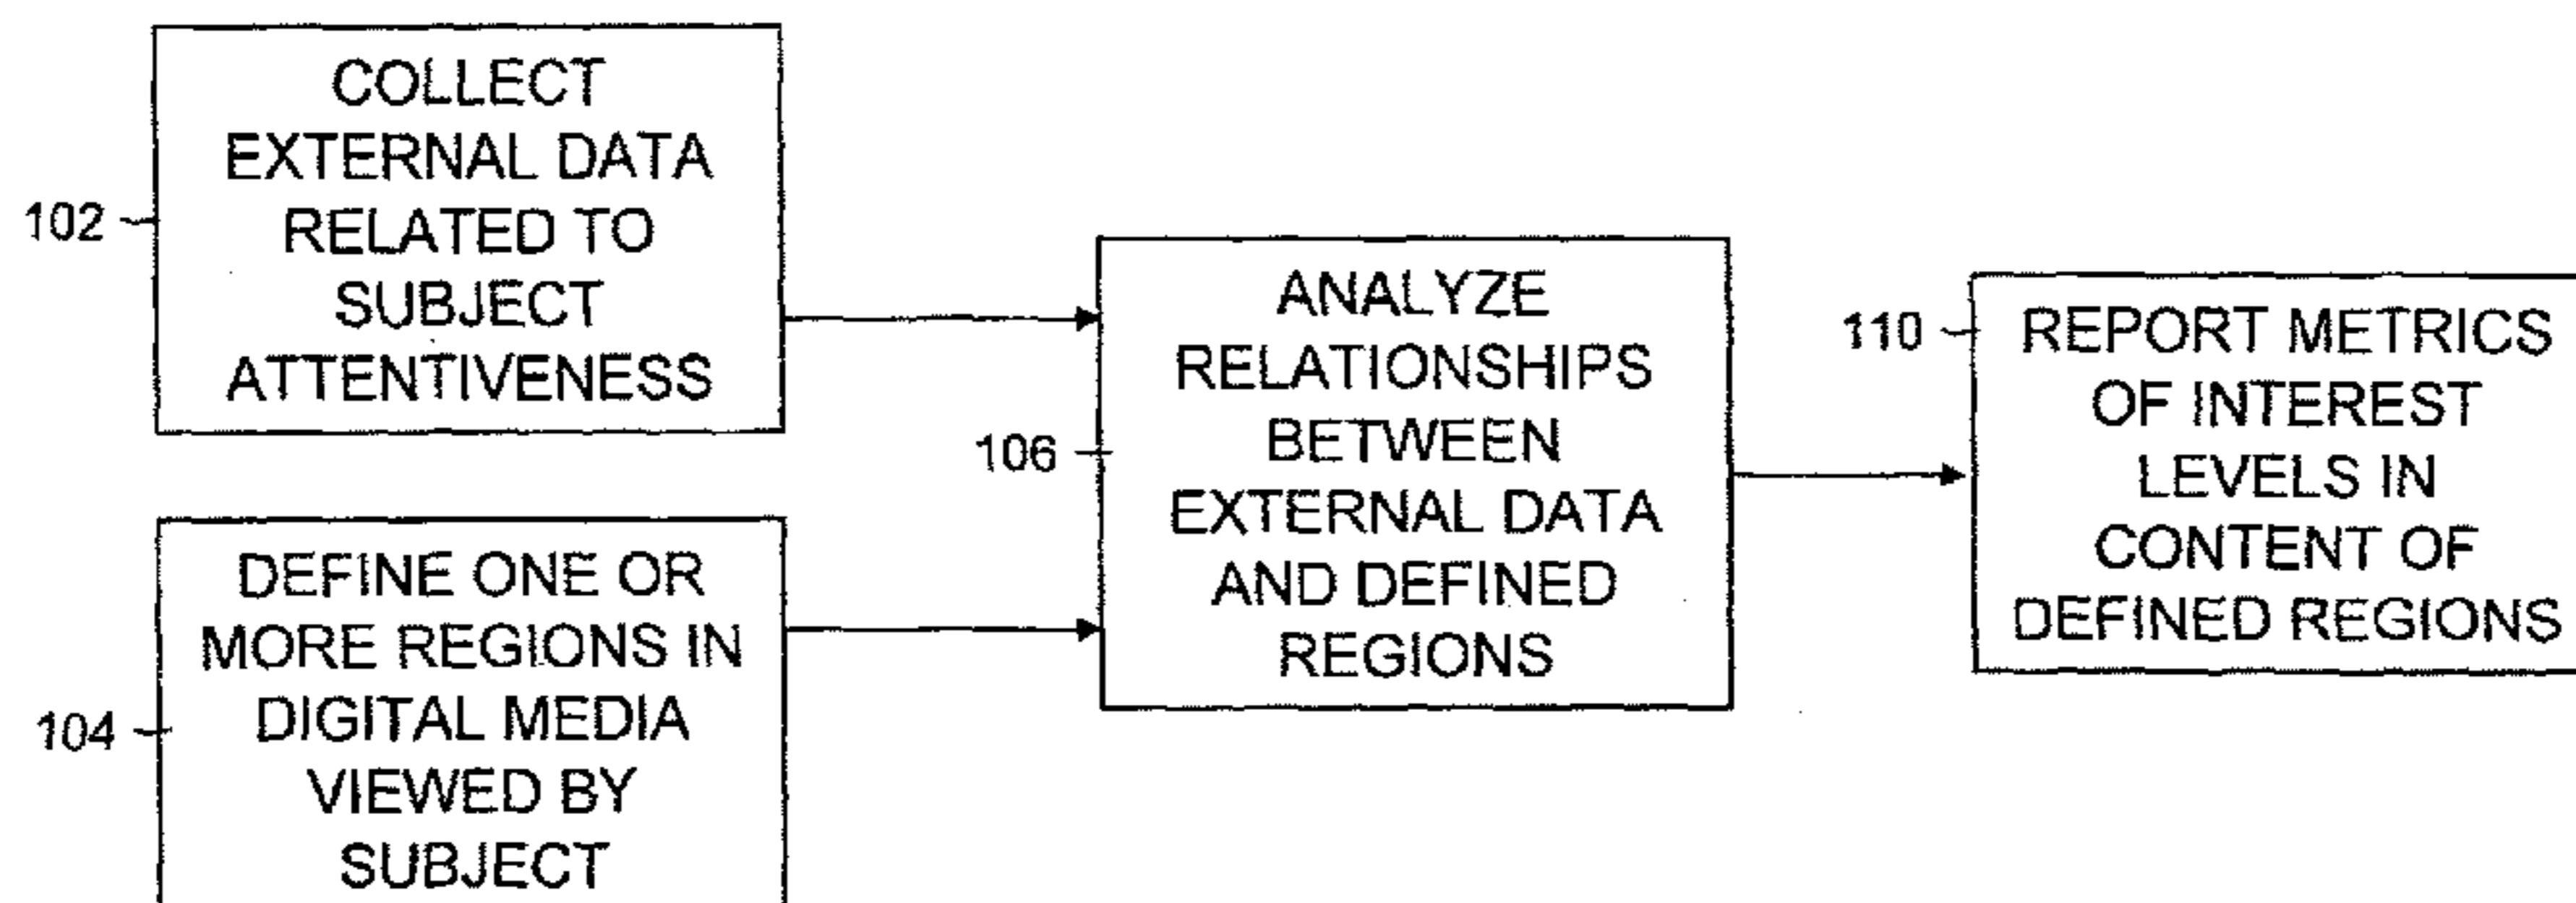 COLLECT
EXTERNAL DATA
RELATED TO
SUBJECT
ATTENTIVENESS
102
DEFINE ONE OR
MORE REGIONS IN
DIGITAL MEDIA
VIEWED BY
SUBJECT
104
ANALYZE
RELATIONSHIPS
BETWEEN
EXTERNAL DATA
AND DEFINED
REGIONS
106
REPORT METRICS
OF INTEREST
LEVELS IN
CONTENT OF
DEFINED REGIONS
110